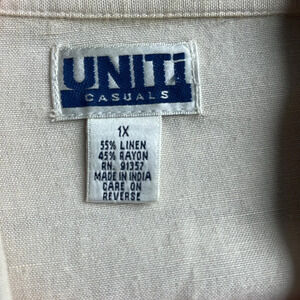 UNITi
CASUALS
1X
55% LINEN
45% RAYON
RN. 91357
MADE IN INDIA
CARE ON
REVERSE